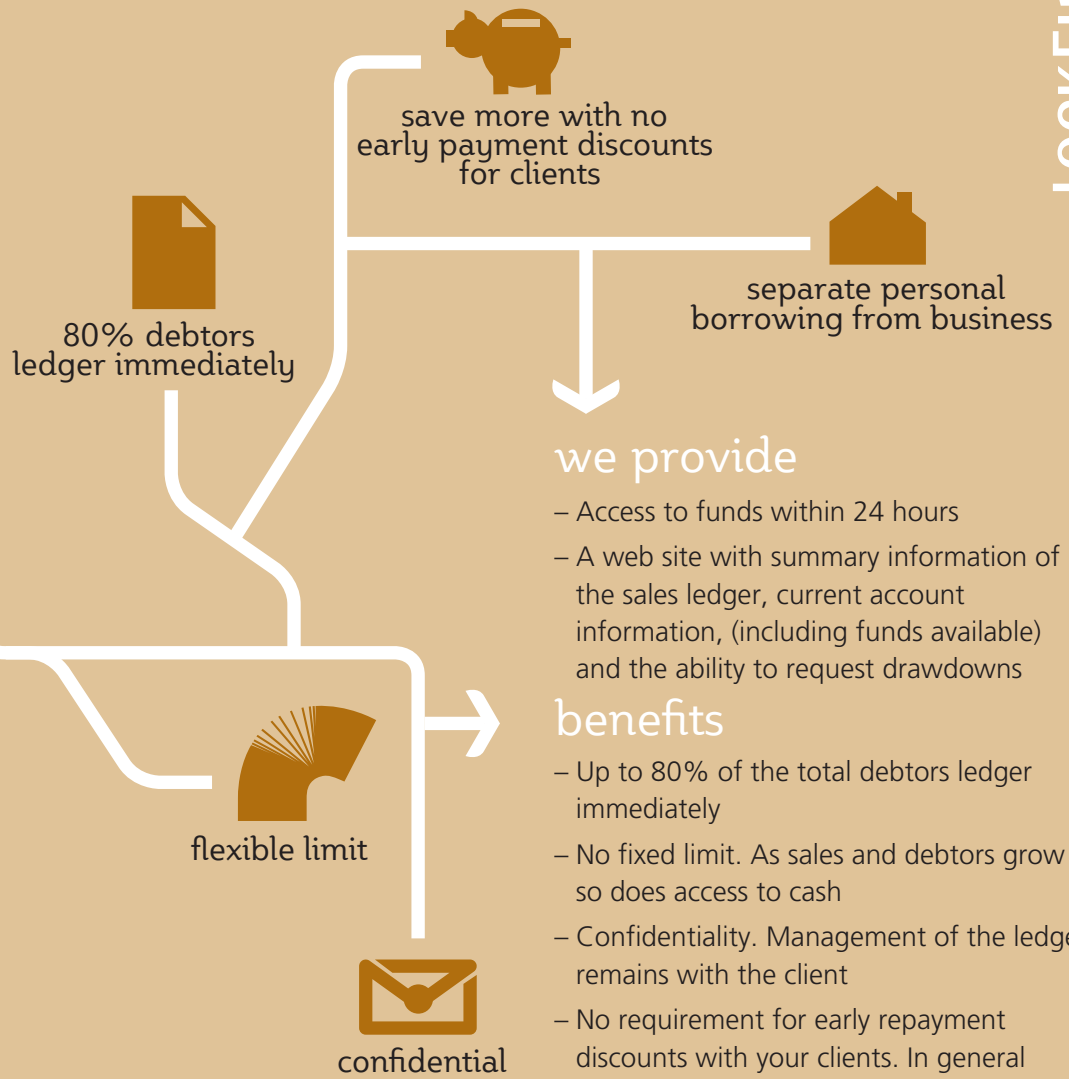 save more with no
early payment discounts
for clients
80% debtors
ledger immediately
separate personal
borrowing from business
we provide
– Access to funds within 24 hours
– A web site with summary information of
the sales ledger, current account
information, (including funds available)
and the ability to request drawdowns
benefits
– Up to 80% of the total debtors ledger
immediately
– No fixed limit. As sales and debtors grow
so does access to cash
– Confidentiality. Management of the
remains with the client
– No requirement for early repayment
discounts with your clients. In general
flexible limit
confidential